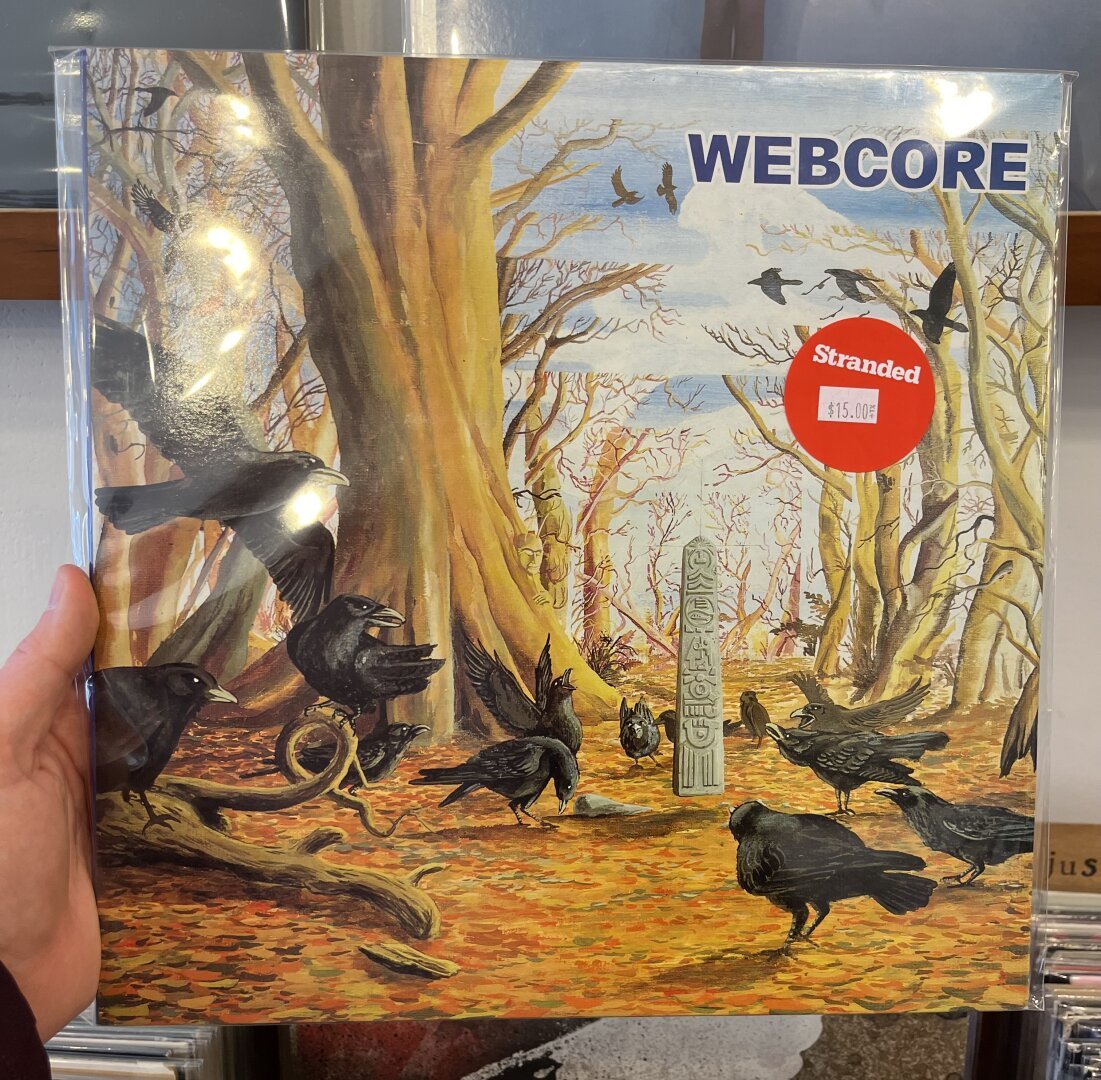 WEBCORE
Stranded
$15.00
jus